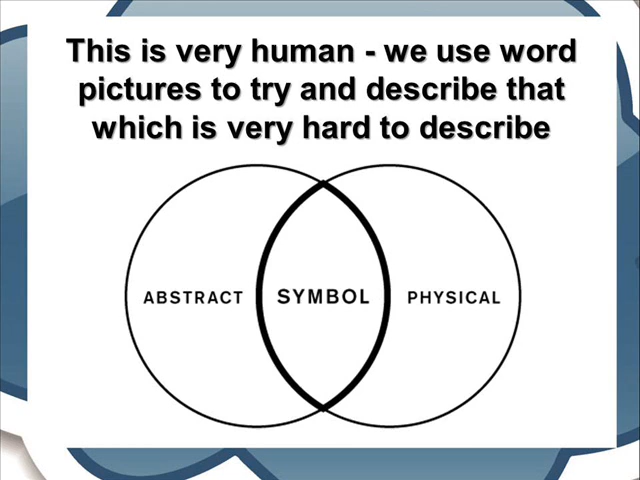 This is very human - we use word
pictures to try and describe that
which is very hard to describe
ABSTRACT SYMBOL PHYSICAL